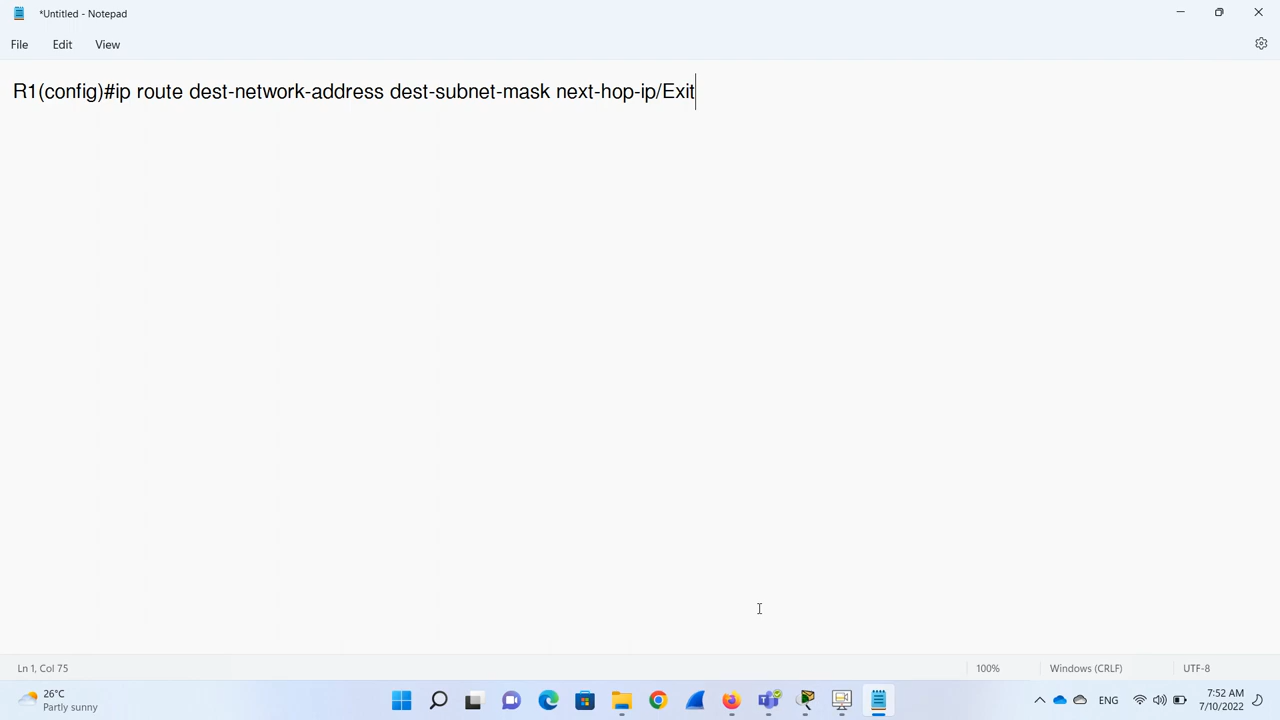 *Untitled - Notepad
File Edit View
R1(config)#ip route dest-network-address dest-subnet-mask next-hop-ip/Exit
Ln 1, Col 75 100% Windows (CRLF) UTF-8
26°C
Partly sunny
ENG
7:52 AM
7/10/2022